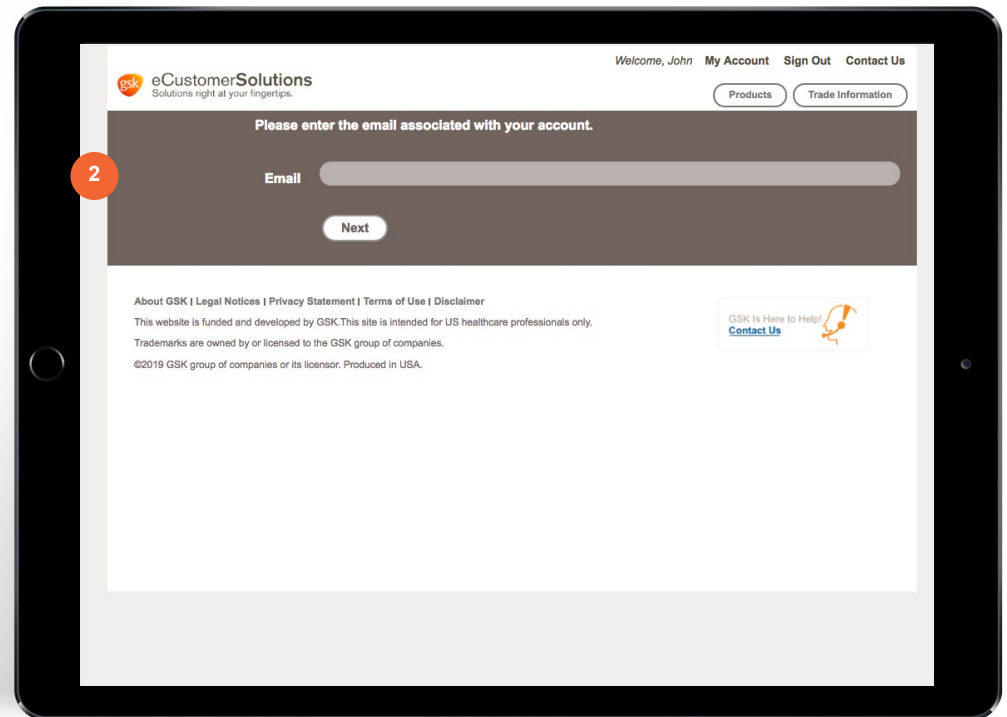 Welcome, John My Account Sign Out Contact Us
gsk eCustomerSolutions
Solutions right at your fingertips.
Products Trade Information
Please enter the email associated with your account.
2
Email
Next
About GSK | Legal Notices | Privacy Statement | Terms of Use | Disclaimer
This website is funded and developed by GSK.This site is intended for US healthcare professionals only.
Trademarks are owned by or licensed to the GSK group of companies.
©2019 GSK group of companies or its licensor. Produced in USA.
GSK Is Here to Help!
Contact Us